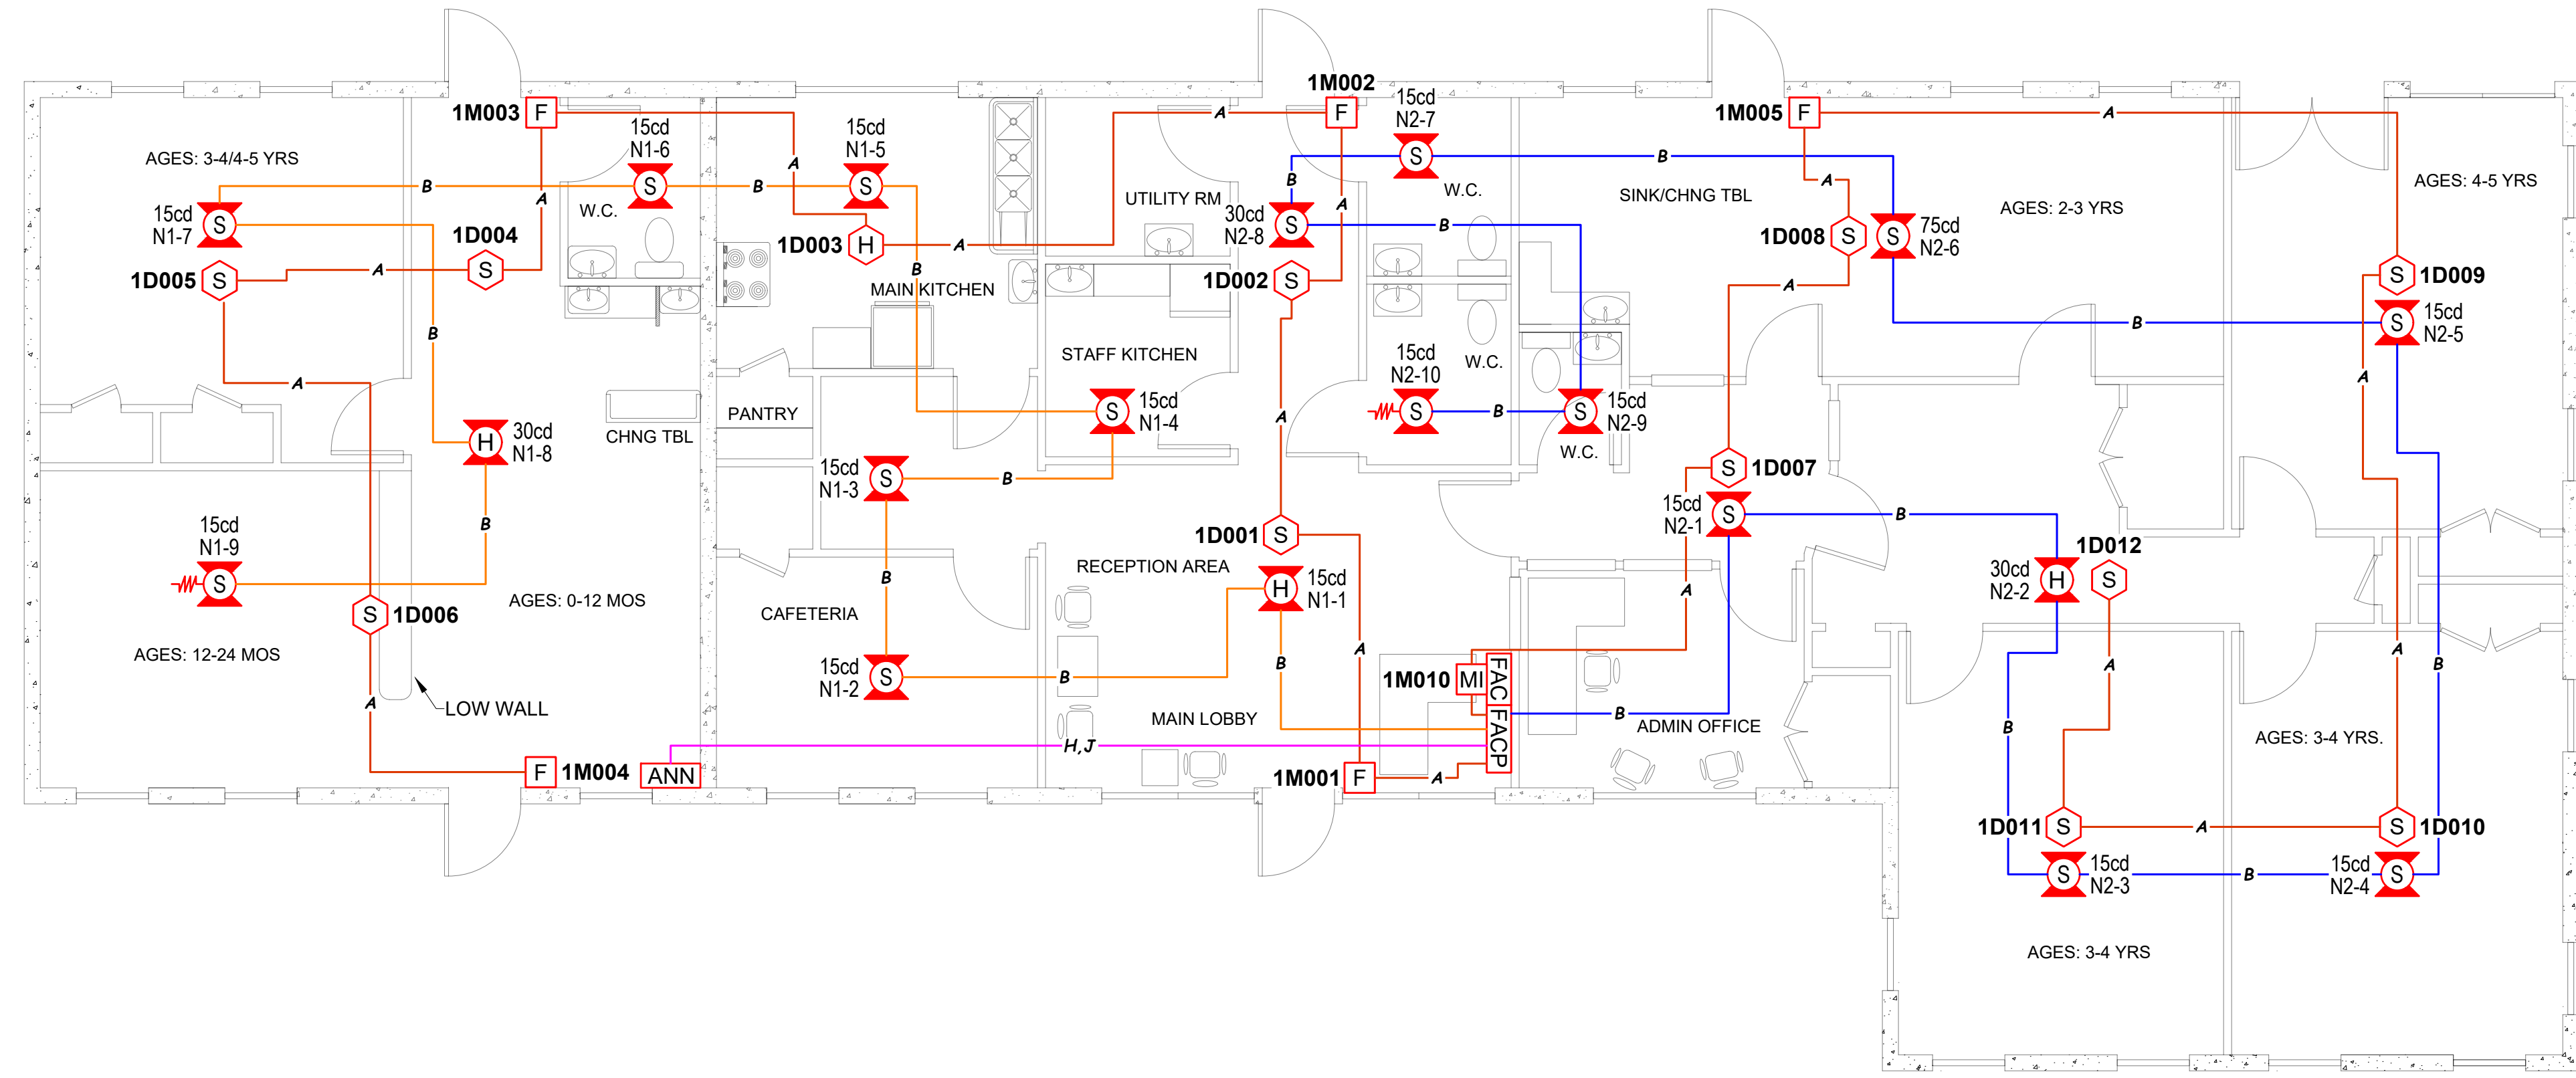 1M002
15cd
N2-7
1M003
F
A
F
1M005
F
A
15cd
N1-6
15cd
N1-5
S
B
AGES: 3-4/4-5 YRS
A
B
S
B
S
B
S
A
AGES: 4-5 YRS
W.C.
SINK/CHNG TBL
UTILITY RM
A
AGES: 2-3 YRS
W.C.
A
15cd
N1-7
S
30cd
N2-8
S
B
1D004
S
1D003
H
A
1D008
S
S
75cd
N2-6
1D005
S
A
B
MAIN KITCHEN
1D002
S
A
S
1D009
B
B
S
15cd
N2-5
STAFF KITCHEN
15cd
N2-10
W.C.
A
A
PANTRY
S
15cd
N1-4
A
S
B
S
15cd
N2-9
CHNG TBL
H
30cd
N1-8
W.C.
15cd
N1-3
S
B
S
1D007
15cd
N2-1
S
B
B
15cd
N1-9
S
1D001
S
1D012
S
RECEPTION AREA
B
H
15cd
N1-1
30cd
N2-2
H
A
AGES: 0-12 MOS
CAFETERIA
S
1D006
AGES: 12-24 MOS
A
B
A
A
B
15cd
N1-2
S
B
1M010
MI
FAC
A
LOW WALL
MAIN LOBBY
B
ADMIN OFFICE
B
AGES: 3-4 YRS.
H,J
FACP
F
1M004
ANN
1M001
F
A
1D011
S
A
S
1D010
S
15cd
N2-3
B
15cd
N2-4
S
AGES: 3-4 YRS